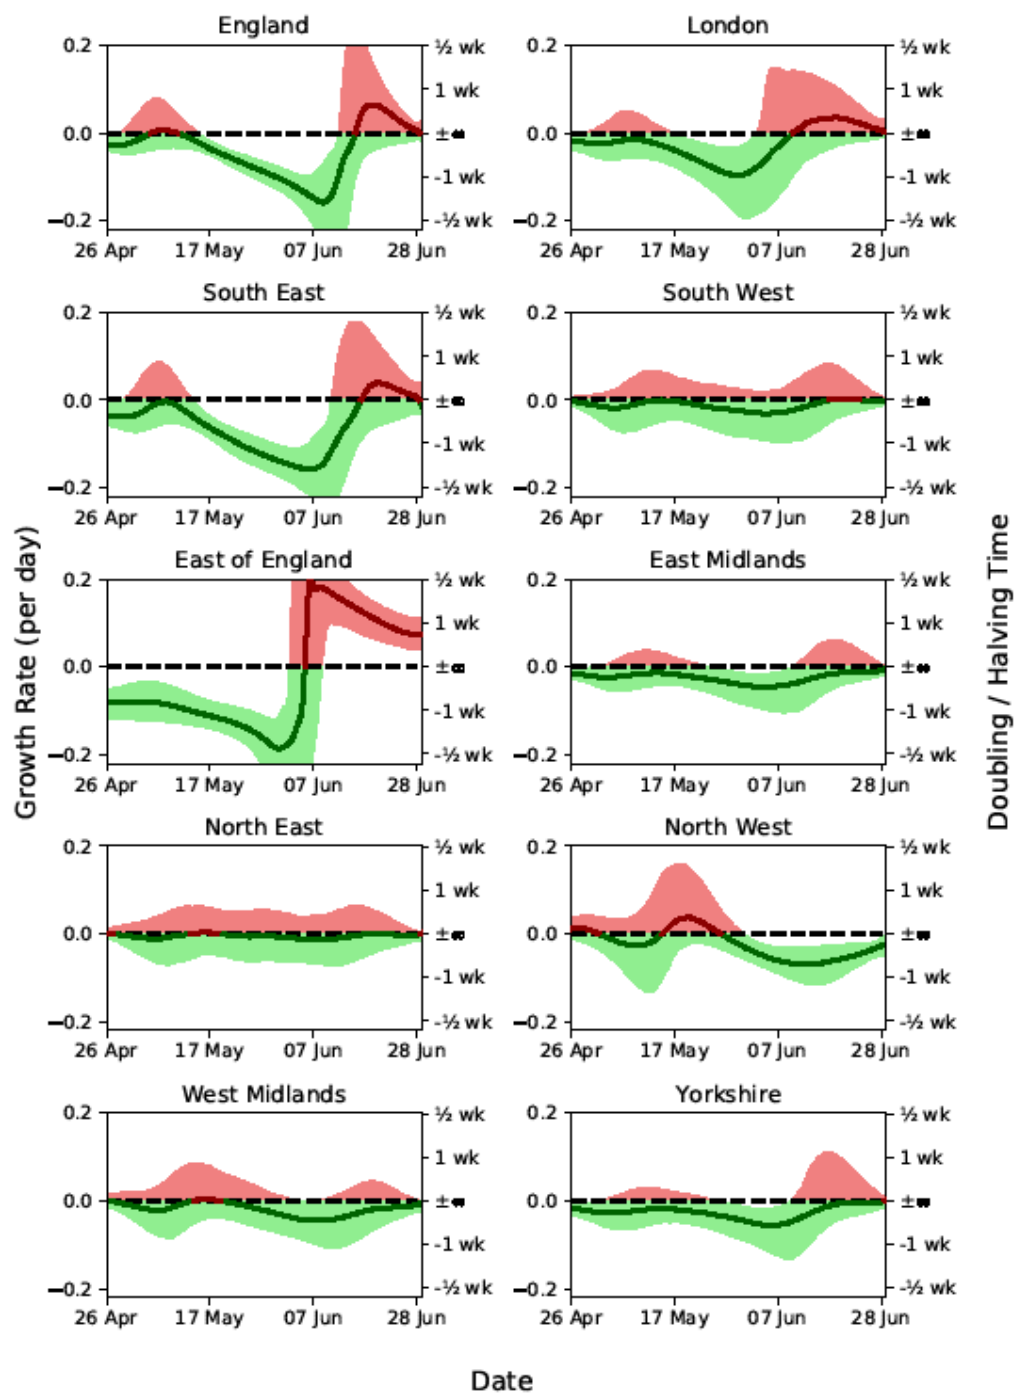 England
0.2
0.0
−0.2
½ wk
1 wk
±∞
-1 wk
-½ wk
26 Apr 17 May 07 Jun 28 Jun
London
0.2
0.0
−0.2
½ wk
1 wk
±∞
-1 wk
-½ wk
26 Apr 17 May 07 Jun 28 Jun
South East
0.2
0.0
−0.2
½ wk
1 wk
±∞
-1 wk
-½ wk
26 Apr 17 May 07 Jun 28 Jun
South West
0.2
0.0
−0.2
½ wk
1 wk
±∞
-1 wk
-½ wk
26 Apr 17 May 07 Jun 28 Jun
East of England
0.2
0.0
−0.2
½ wk
1 wk
±∞
-1 wk
-½ wk
26 Apr 17 May 07 Jun 28 Jun
East Midlands
0.2
0.0
−0.2
½ wk
1 wk
±∞
-1 wk
-½ wk
26 Apr 17 May 07 Jun 28 Jun
North East
0.2
0.0
−0.2
½ wk
1 wk
±∞
-1 wk
-½ wk
26 Apr 17 May 07 Jun 28 Jun
North West
0.2
0.0
−0.2
½ wk
1 wk
±∞
-1 wk
-½ wk
26 Apr 17 May 07 Jun 28 Jun
West Midlands
0.2
0.0
−0.2
½ wk
1 wk
±∞
-1 wk
-½ wk
26 Apr 17 May 07 Jun 28 Jun
Yorkshire
0.2
0.0
−0.2
½ wk
1 wk
±∞
-1 wk
-½ wk
26 Apr 17 May 07 Jun 28 Jun
Growth Rate (per day)
Doubling / Halving Time
Date